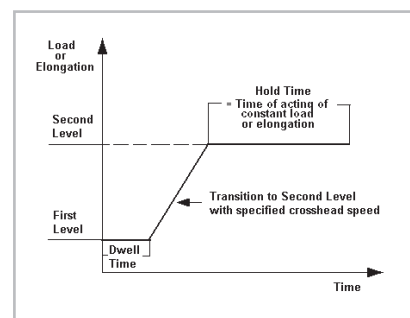 Load
or
Elongation
Hold Time
= Time of acting of
constant load
or elongation
Second
Level
Transition to Second Level
with specified crosshead speed
First
Level
Dwell
Time
Time